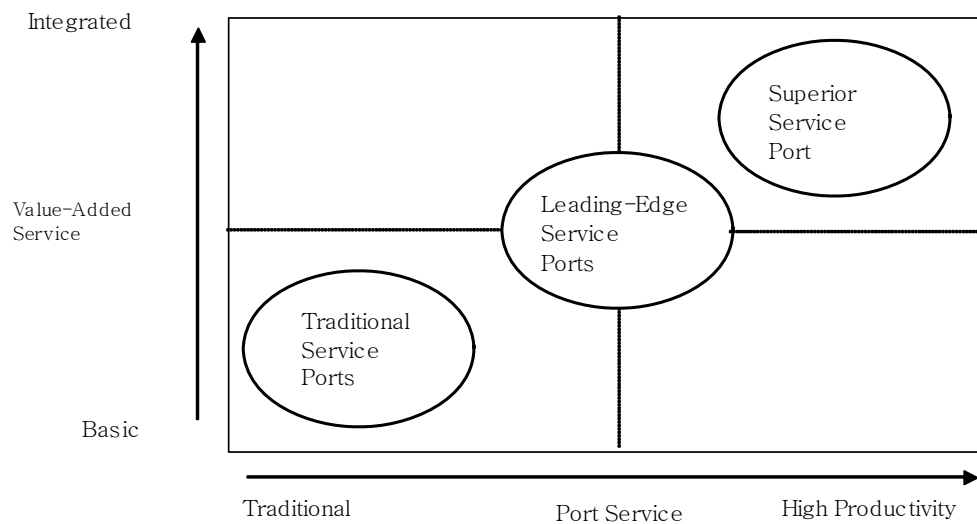 Integrated
Superior
Service
Port
Leading-Edge
Service
Ports
Value-Added
Service
Traditional
Service
Ports
Basic
Traditional
Port Service
High Productivity